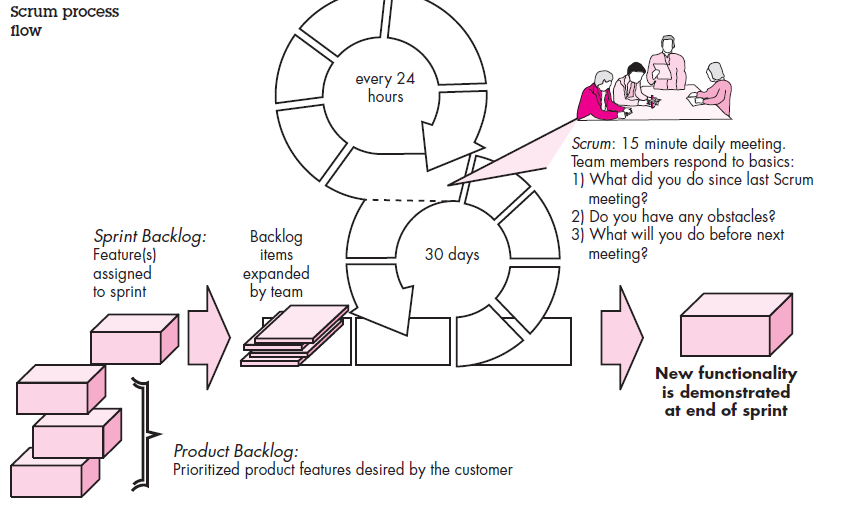 Scrum process
flow
every 24
hours
Scrum: 15 minute daily meeting.
Team members respond to basics:
1) What did you do since last Scrum
meeting?
2) Do you have any obstacles?
3) What will you do before next
meeting?
Sprint Backlog:
Feature(s)
assigned
to sprint
Backlog
items
expanded
by team
30 days
New functionality
is demonstrated
at end of sprint
Product Backlog:
Prioritized product features desired by the customer